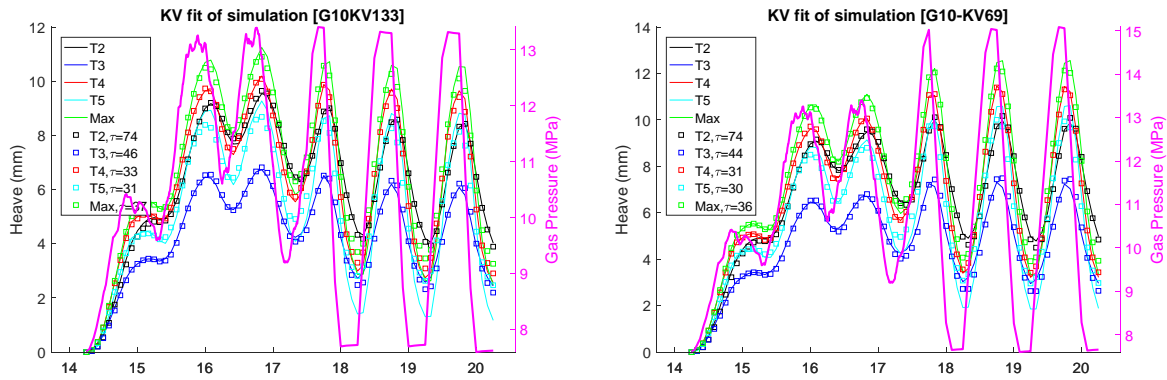 KV fit of simulation [G10KV133]
12
10
8
6
4
2
0
Heave (mm)
T2
T3
T4
T5
Max
T2,τ=74
T3,τ=46
T4,τ=33
T5,τ=31
Max,τ=37
13
12
11
10
9
8
Gas Pressure (MPa)
14 15 16 17 18 19 20
KV fit of simulation [G10-KV69]
14
12
10
8
6
4
2
0
Heave (mm)
T2
T3
T4
T5
Max
T2,τ=74
T3,τ=44
T4,τ=31
T5,τ=30
Max,τ=36
15
14
13
12
11
10
9
8
Gas Pressure (MPa)
14 15 16 17 18 19 20